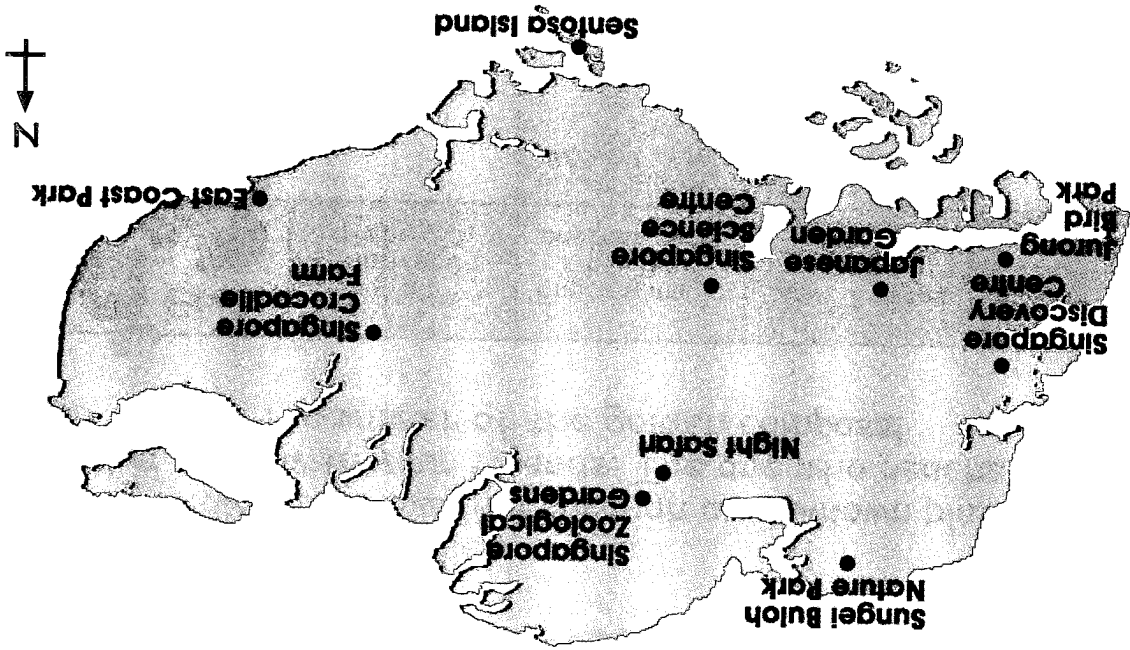 Sungei Buloh
Nature Park
Singapore
Zoological
Gardens
Night Safari
Singapore
Discovery
Centre
Jurong
Bird
Park
Japanese
Garden
Singapore
Science
Centre
Singapore
Crocodile
Farm
East Coast Park
Sentosa Island
N